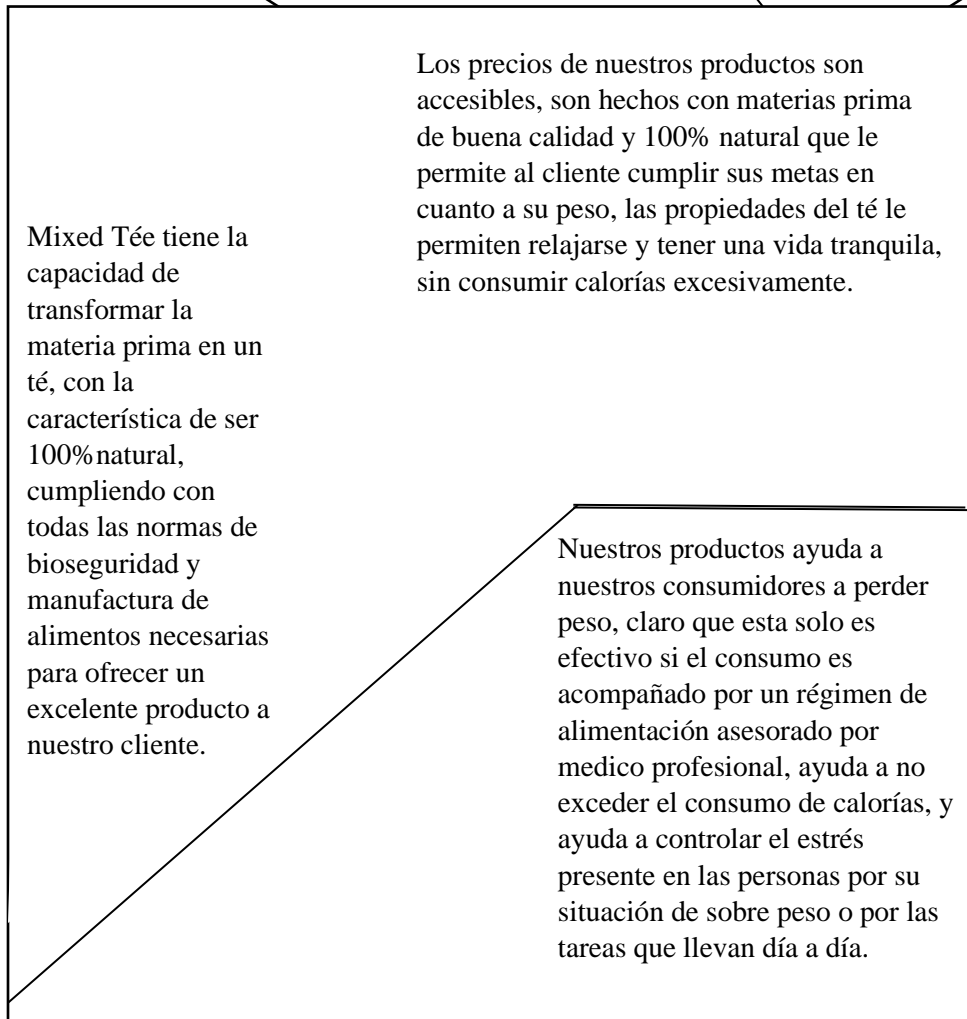 Los precios de nuestros productos son
accesibles, son hechos con materias prima
de buena calidad y 100% natural que le
permite al cliente cumplir sus metas en
cuanto a su peso, las propiedades del té le
permiten relajarse y tener una vida tranquila,
sin consumir calorías excesivamente.
Mixed Tée tiene la
capacidad de
transformar la
materia prima en un
té, con la
característica de ser
100%natural,
cumpliendo con
todas las normas de
bioseguridad y
manufactura de
alimentos necesarias
para ofrecer un
excelente producto a
nuestro cliente.
Nuestros productos ayuda a
nuestros consumidores a perder
peso, claro que esta solo es
efectivo si el consumo es
acompañado por un régimen de
alimentación asesorado por
medico profesional, ayuda a no
exceder el consumo de calorías, y
ayuda a controlar el estrés
presente en las personas por su
situación de sobre peso o por las
tareas que llevan día a día.